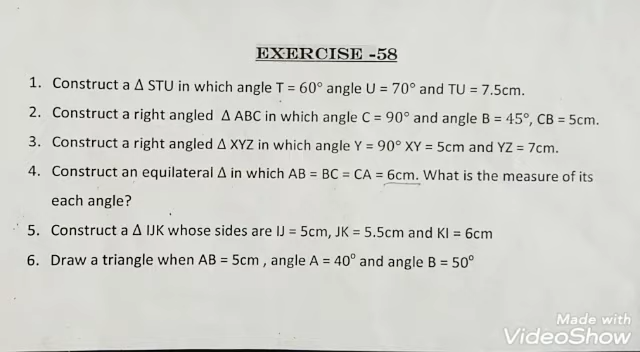 EXERCISE -58
1. Construct a Δ STU in which angle T = 60° angle U = 70° and TU = 7.5cm.
2. Construct a right angled Δ ABC in which angle C = 90° and angle B = 45°, CB = 5cm.
3. Construct a right angled Δ XYZ in which angle Y = 90° XY = 5cm and YZ = 7cm.
4. Construct an equilateral Δ in which AB = BC = CA = 6cm. What is the measure of its
each angle?
5. Construct a Δ IJK whose sides are IJ = 5cm, JK = 5.5cm and KI = 6cm
6. Draw a triangle when AB = 5cm , angle A = 40° and angle B = 50°
Made with
VideoShow